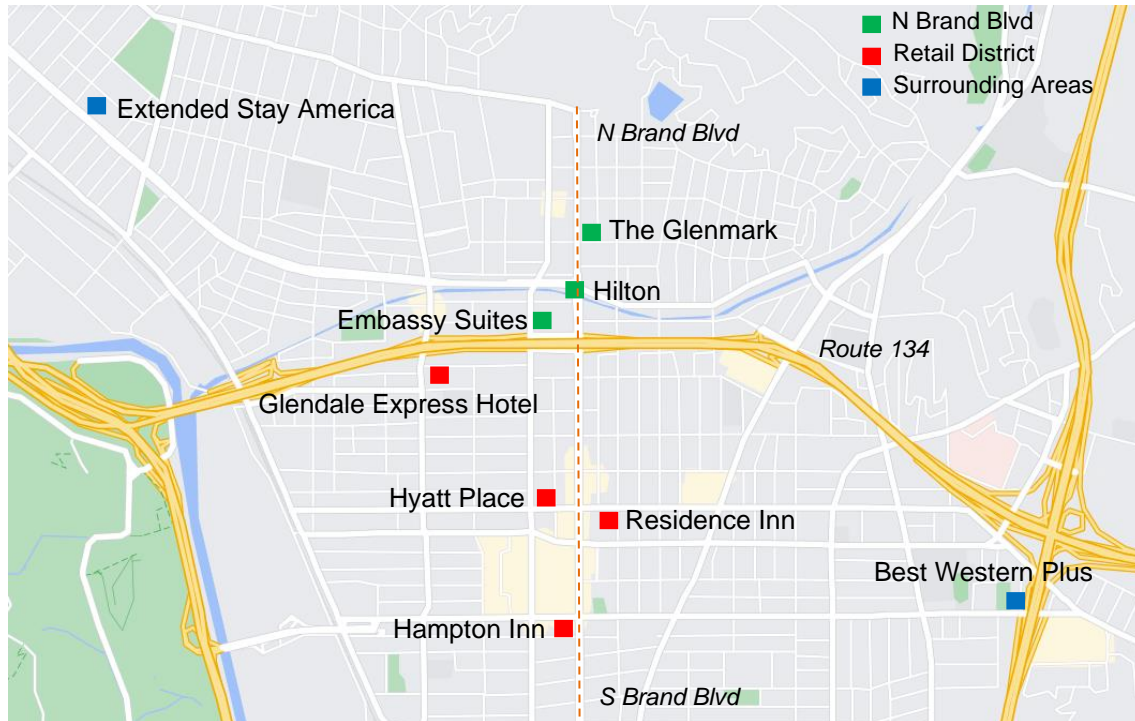 N Brand Blvd
Retail District
Surrounding Areas
Extended Stay America
N Brand Blvd
The Glenmark
Hilton
Embassy Suites
Route 134
Glendale Express Hotel
Hyatt Place
Residence Inn
Best Western Plus
Hampton Inn
S Brand Blvd